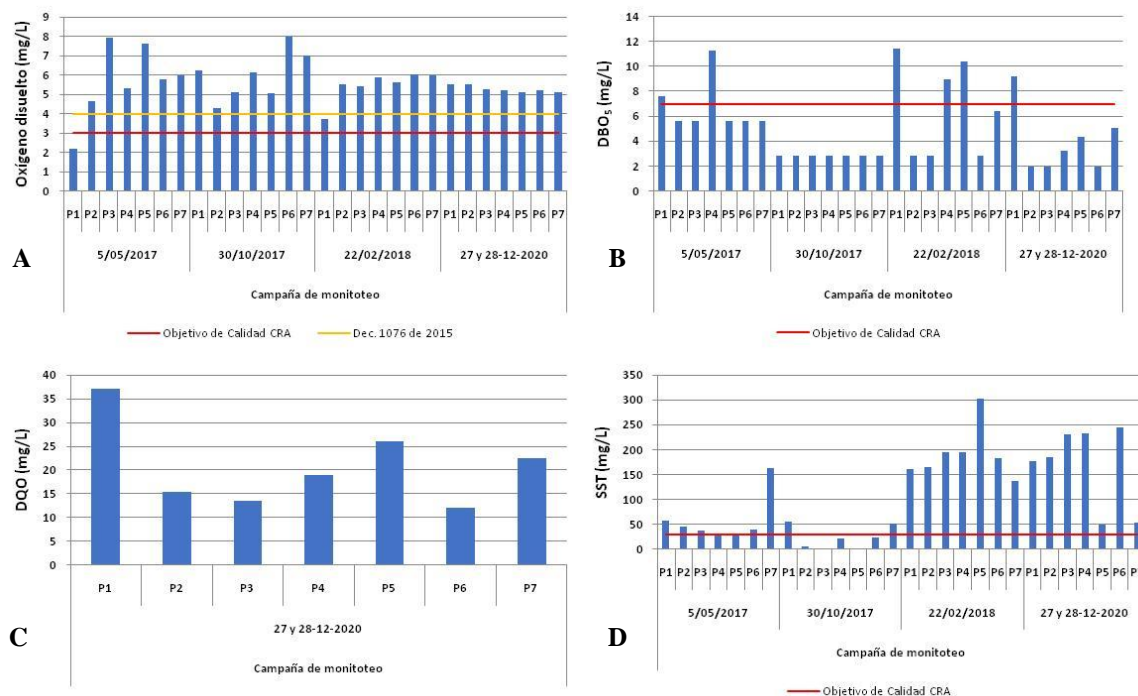 Oxígeno disuelto (mg/L)
9
8
7
6
5
4
3
2
1
0
P1 P2 P3 P4 P5 P6 P7 P1 P2 P3 P4 P5 P6 P7 P1 P2 P3 P4 P5 P6 P7 P1 P2 P3 P4 P5 P6 P7
5/05/2017 30/10/2017 22/02/2018 27 y 28-12-2020
Campaña de monitoteo
Objetivo de Calidad CRA Dec. 1076 de 2015
A
DBO5 (mg/L)
14
12
10
8
6
4
2
0
P1 P2 P3 P4 P5 P6 P7 P1 P2 P3 P4 P5 P6 P7 P1 P2 P3 P4 P5 P6 P7 P1 P2 P3 P4 P5 P6 P7
5/05/2017 30/10/2017 22/02/2018 27 y 28-12-2020
Campaña de monitoteo
Objetivo de Calidad CRA
B
DQO (mg/L)
40
35
30
25
20
15
10
5
0
P1 P2 P3 P4 P5 P6 P7
27 y 28-12-2020
Campaña de monitoteo
C
SST (mg/L)
350
300
250
200
150
100
50
0
P1 P2 P3 P4 P5 P6 P7 P1 P2 P3 P4 P5 P6 P7 P1 P2 P3 P4 P5 P6 P7 P1 P2 P3 P4 P5 P6
5/05/2017 30/10/2017 22/02/2018 27 y 28-12-2020
Campaña de monitoteo
Objetivo de Calidad CRA
D